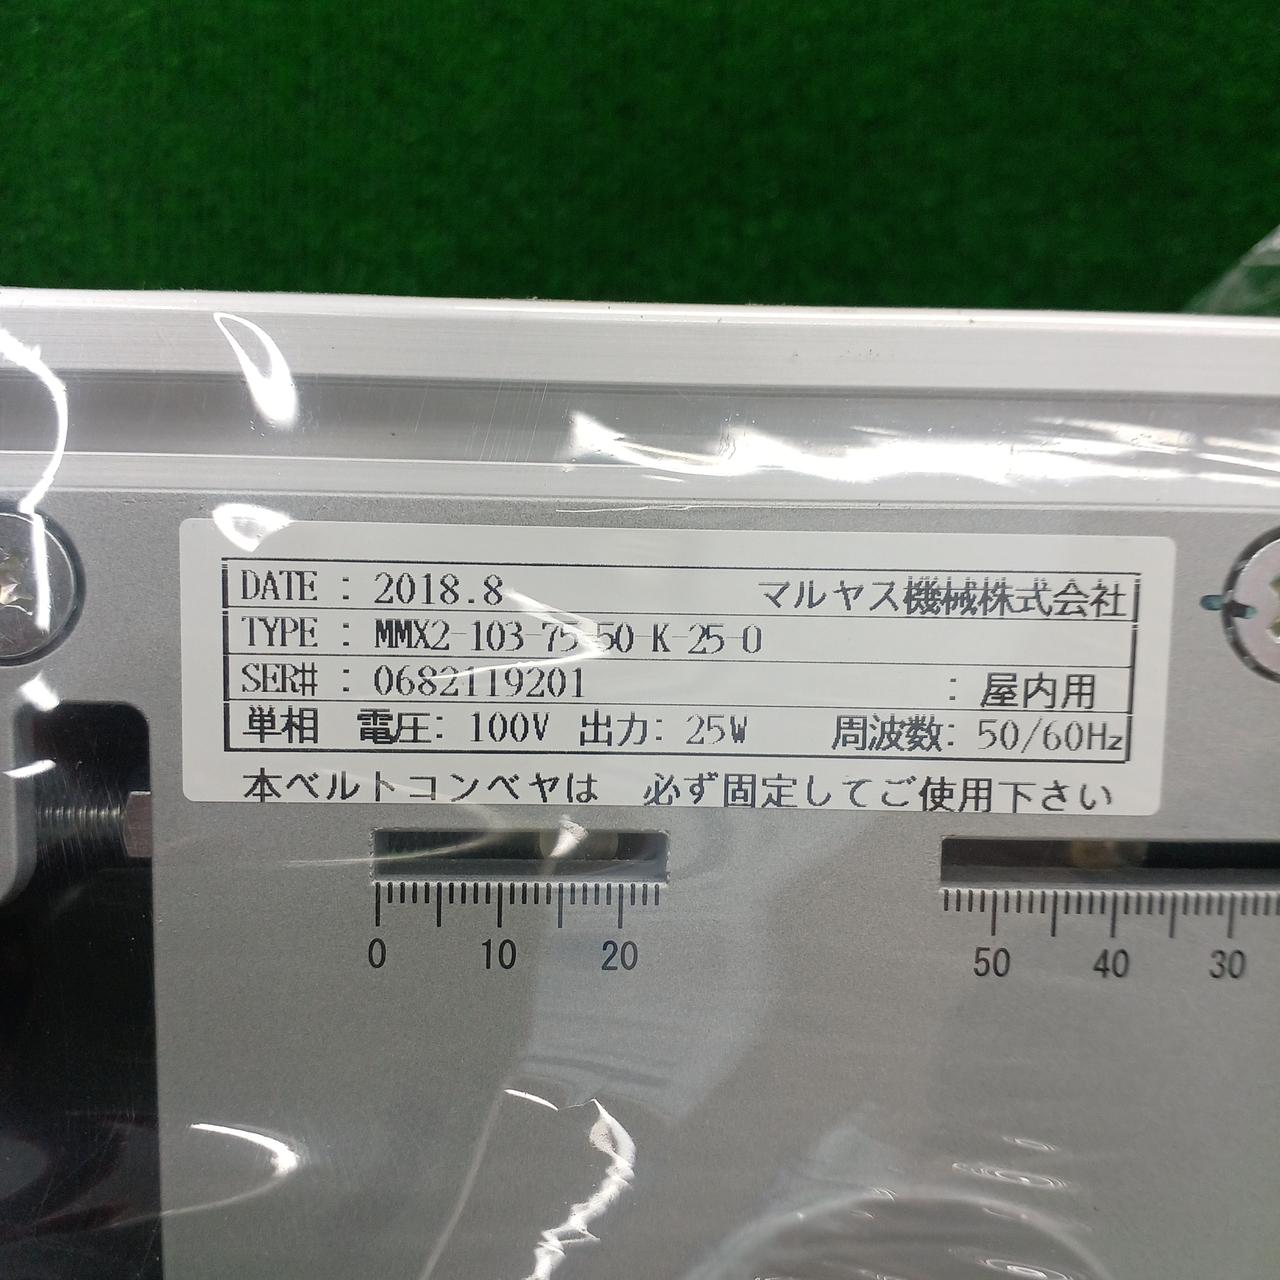 DATE : 2018.8 マルヤス機械株式会社
TYPE : MMX2-103-75-50 K-25-0
SER# : 0682119201 : 屋内用
単相 電圧: 100V 出力: 25W 周波数: 50/60Hz
本ベルトコンベヤは 必ず固定してご使用下さい
0 10 20 50 40 30